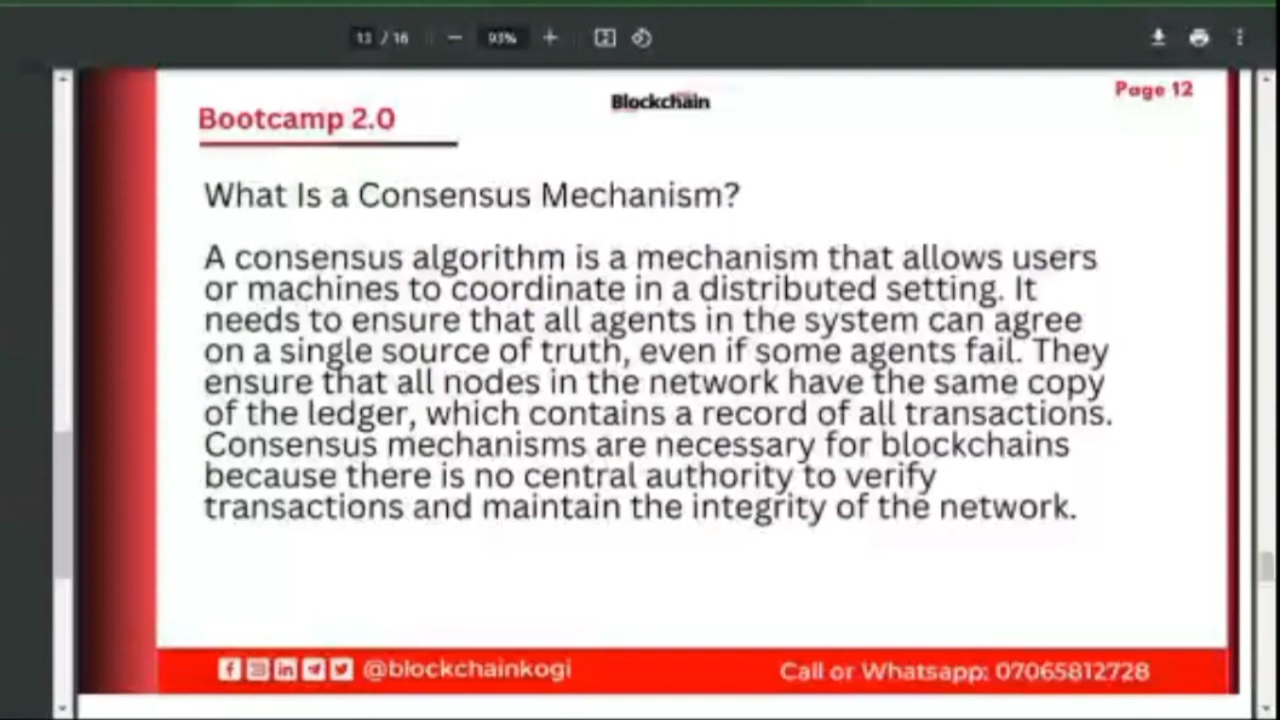 13 / 16
93%
Page 12
Blockchain
Bootcamp 2.0
What Is a Consensus Mechanism?
A consensus algorithm is a mechanism that allows users
or machines to coordinate in a distributed setting. It
needs to ensure that all agents in the system can agree
on a single source of truth, even if some agents fail. They
ensure that all nodes in the network have the same copy
of the ledger, which contains a record of all transactions.
Consensus mechanisms are necessary for blockchains
because there is no central authority to verify
transactions and maintain the integrity of the network.
@blockchainkogi
Call or Whatsapp: 07065812728